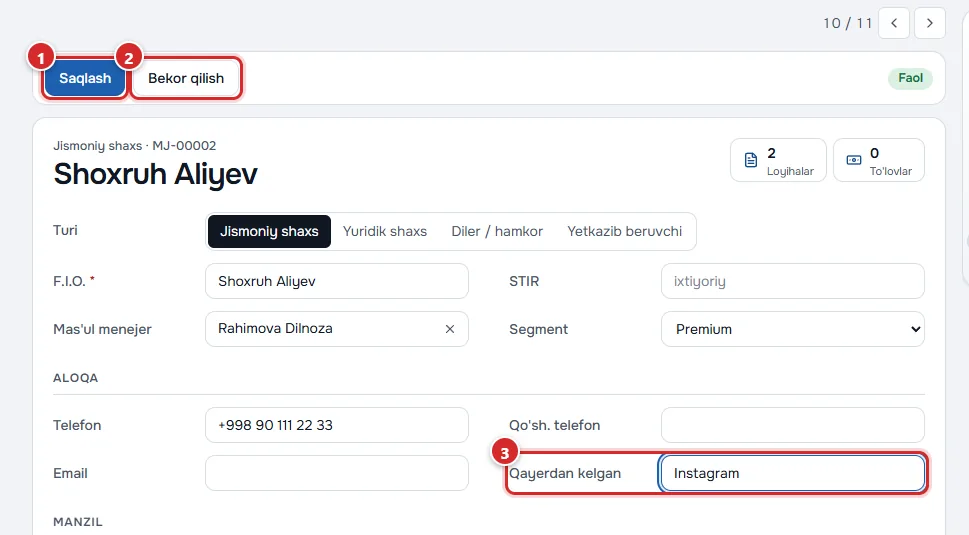 10 / 11
1 2
Saqlash Bekor qilish Faol
Jismoniy shaxs · MJ-00002
Shoxruh Aliyev
2 Loyihalar
0 To'lovlar
Turi Jismoniy shaxs Yuridik shaxs Diler / hamkor Yetkazib beruvchi
F.I.O. * Shoxruh Aliyev STIR ixtiyoriy
Mas'ul menejer Rahimova Dilnoza × Segment Premium
ALOQA
Telefon +998 90 111 22 33 Qo'sh. telefon
3
Email Qayerdan kelgan Instagram
MANZIL